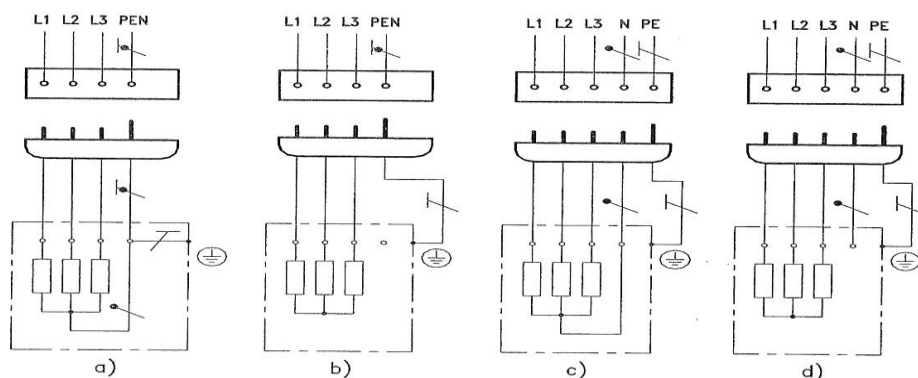 L1 L2 L3 PEN
L1 L2 L3 PEN
L1 L2 L3 N PE
L1 L2 L3 N PE
a)
b)
c)
d)